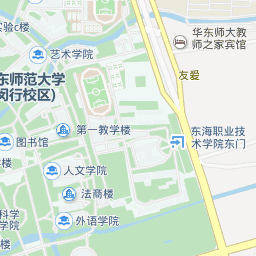 实验c楼
华东师大教
师之家宾馆
艺术学院
友爱
东师范大学
闵行校区)
第一教学楼
东海职业技
术学院东门
图书馆
人文学院
法商楼
科学
学院
外语学院